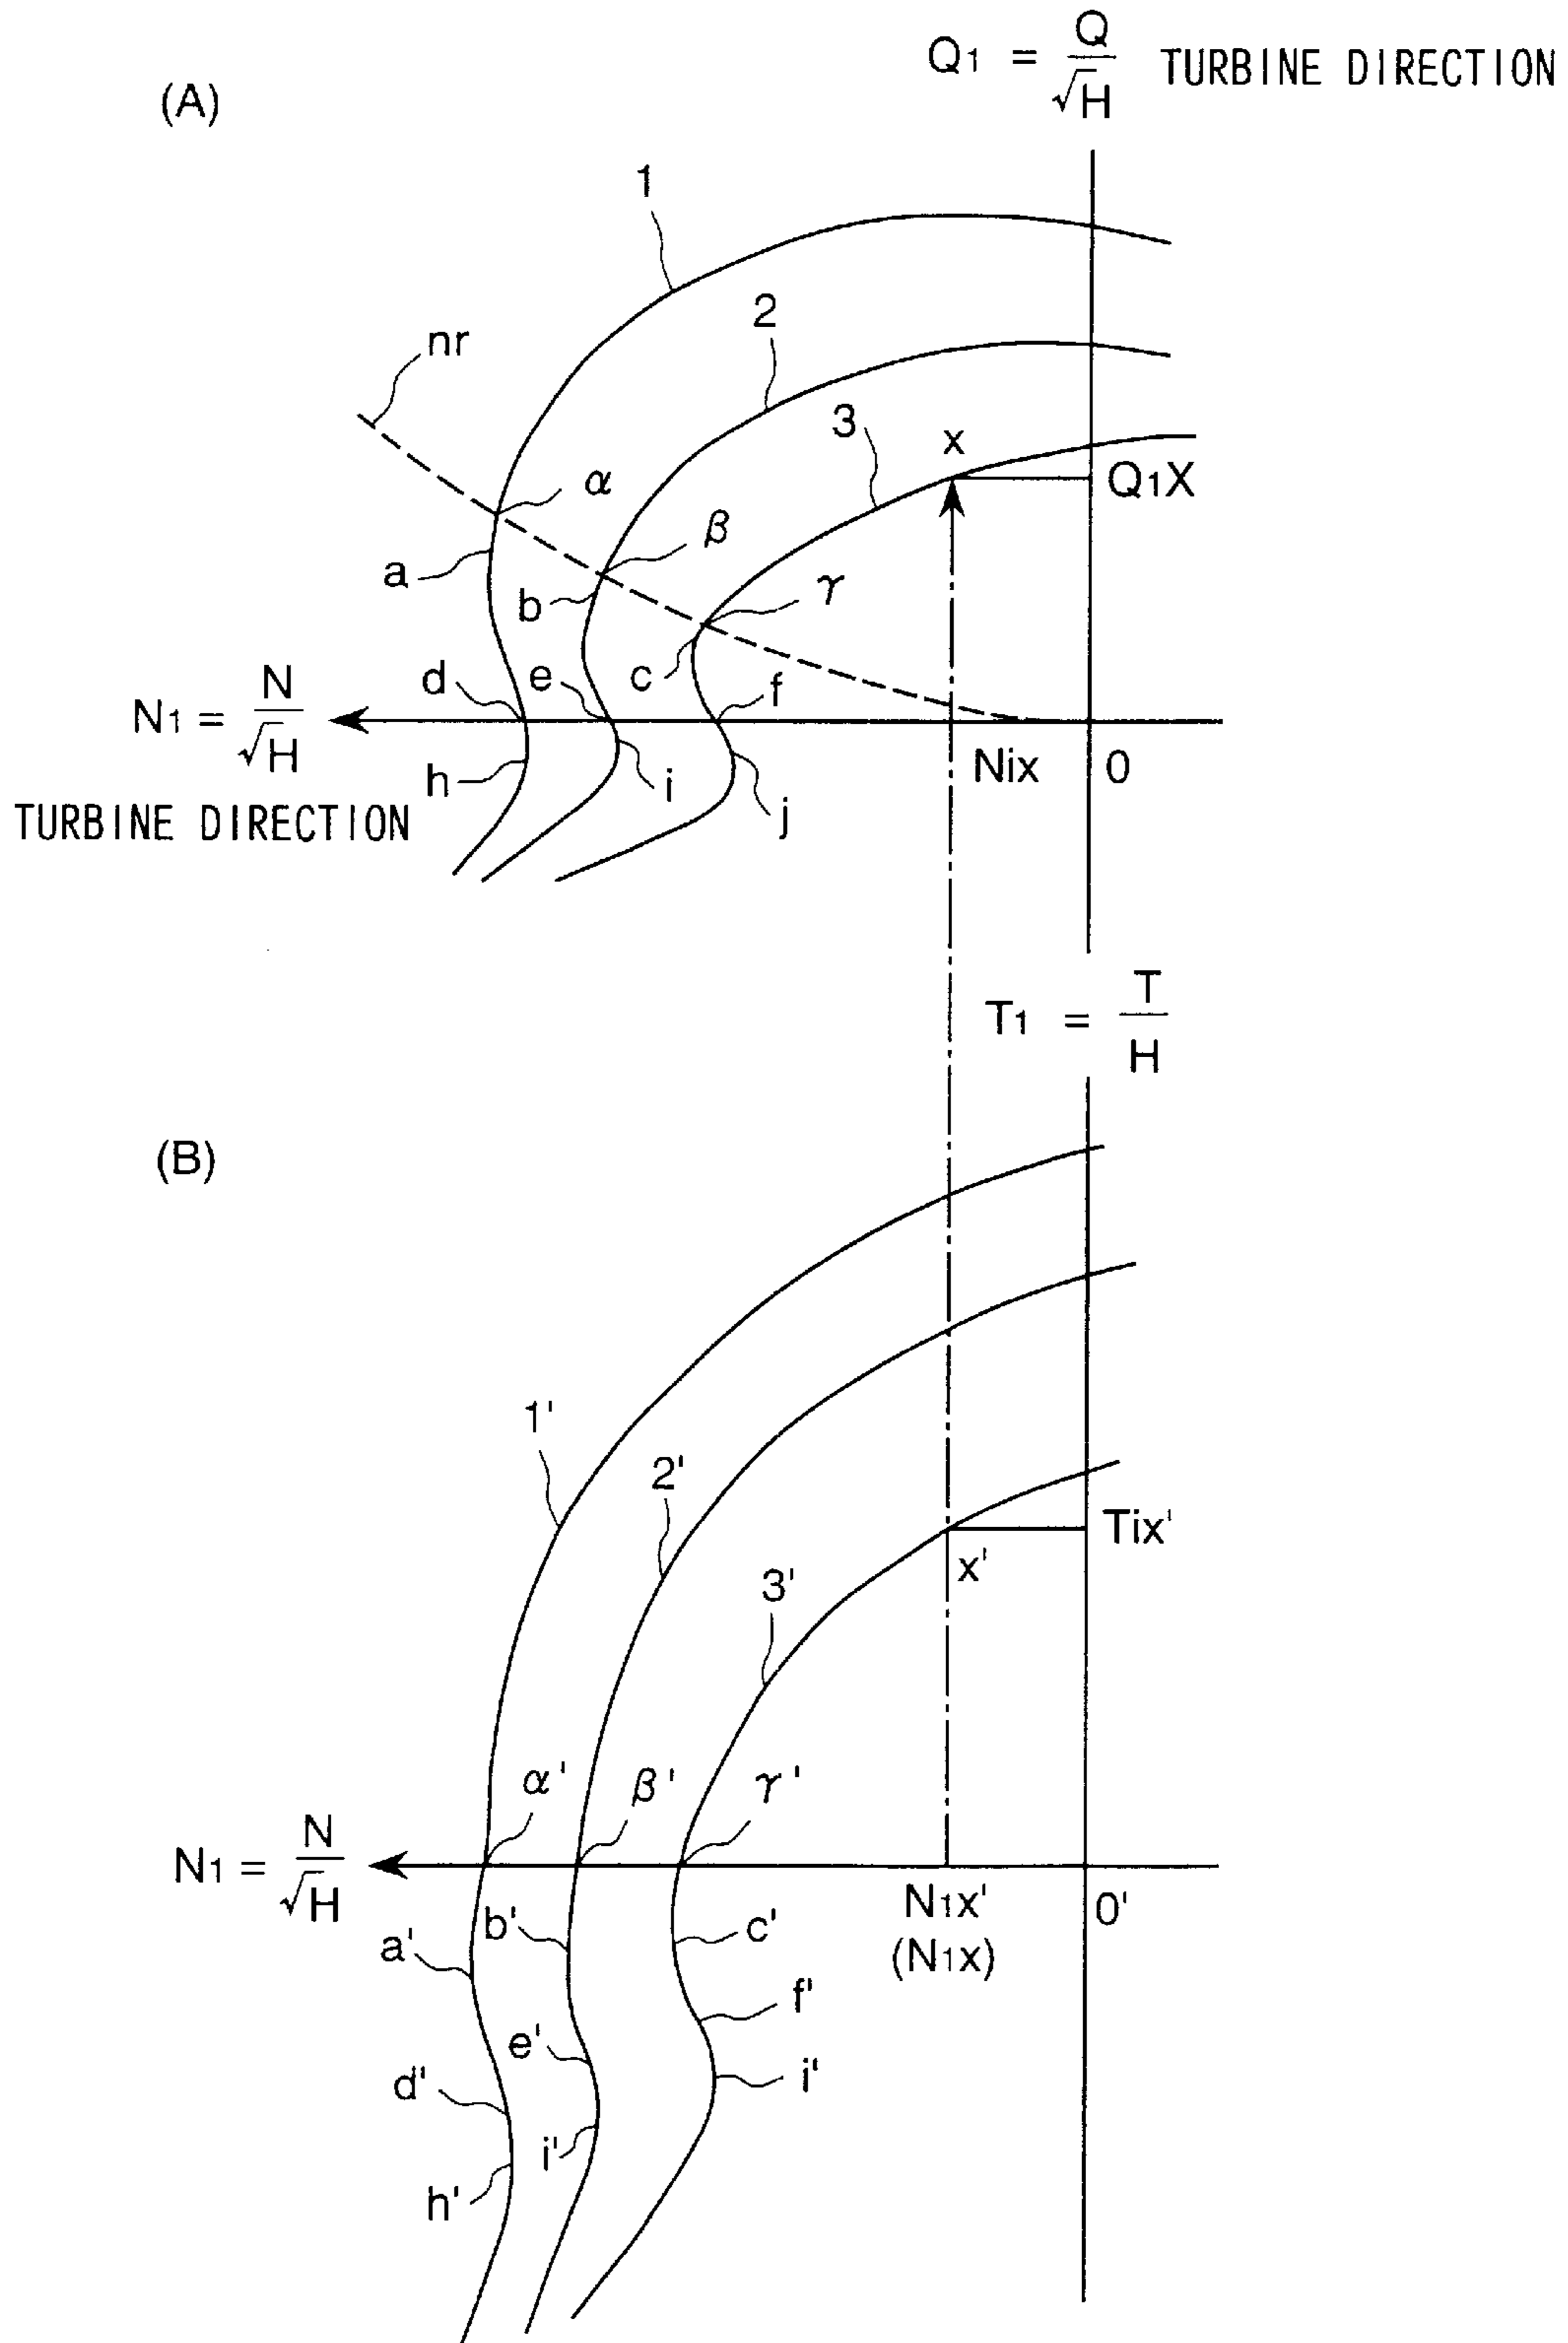 (A)
Q1 = Q/√H TURBINE DIRECTION
1
2
nr
3
x
α
Q1X
β
a
γ
b
c
d
e
f
N1 = N/√H
Nix
0
h
i
j
TURBINE DIRECTION
T1 = T/H
(B)
1'
2'
Tix'
x'
3'
α'
β'
γ'
N1 = N/√H
N1x'
0'
(N1x)
b'
c'
a'
f'
e'
i'
d'
i'
h'